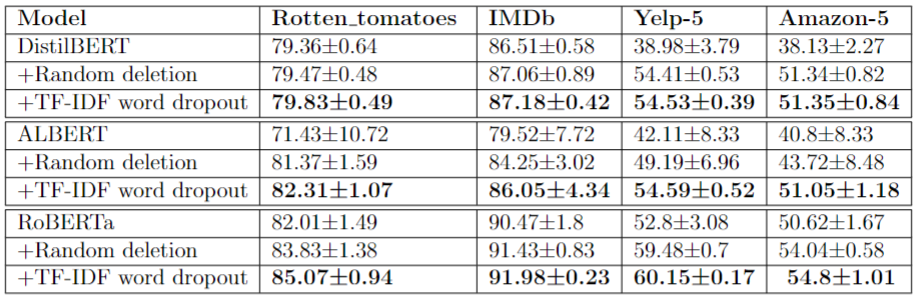 Model Rotten_tomatoes IMDb Yelp-5 Amazon-5
DistilBERT 79.36±0.64 86.51±0.58 38.98±3.79 38.13±2.27
+Random deletion 79.47±0.48 87.06±0.89 54.41±0.53 51.34±0.82
+TF-IDF word dropout 79.83±0.49 87.18±0.42 54.53±0.39 51.35±0.84
ALBERT 71.43±10.72 79.52±7.72 42.11±8.33 40.8±8.33
+Random deletion 81.37±1.59 84.25±3.02 49.19±6.96 43.72±8.48
+TF-IDF word dropout 82.31±1.07 86.05±4.34 54.59±0.52 51.05±1.18
RoBERTa 82.01±1.49 90.47±1.8 52.8±3.08 50.62±1.67
+Random deletion 83.83±1.38 91.43±0.83 59.48±0.7 54.04±0.58
+TF-IDF word dropout 85.07±0.94 91.98±0.23 60.15±0.17 54.8±1.01